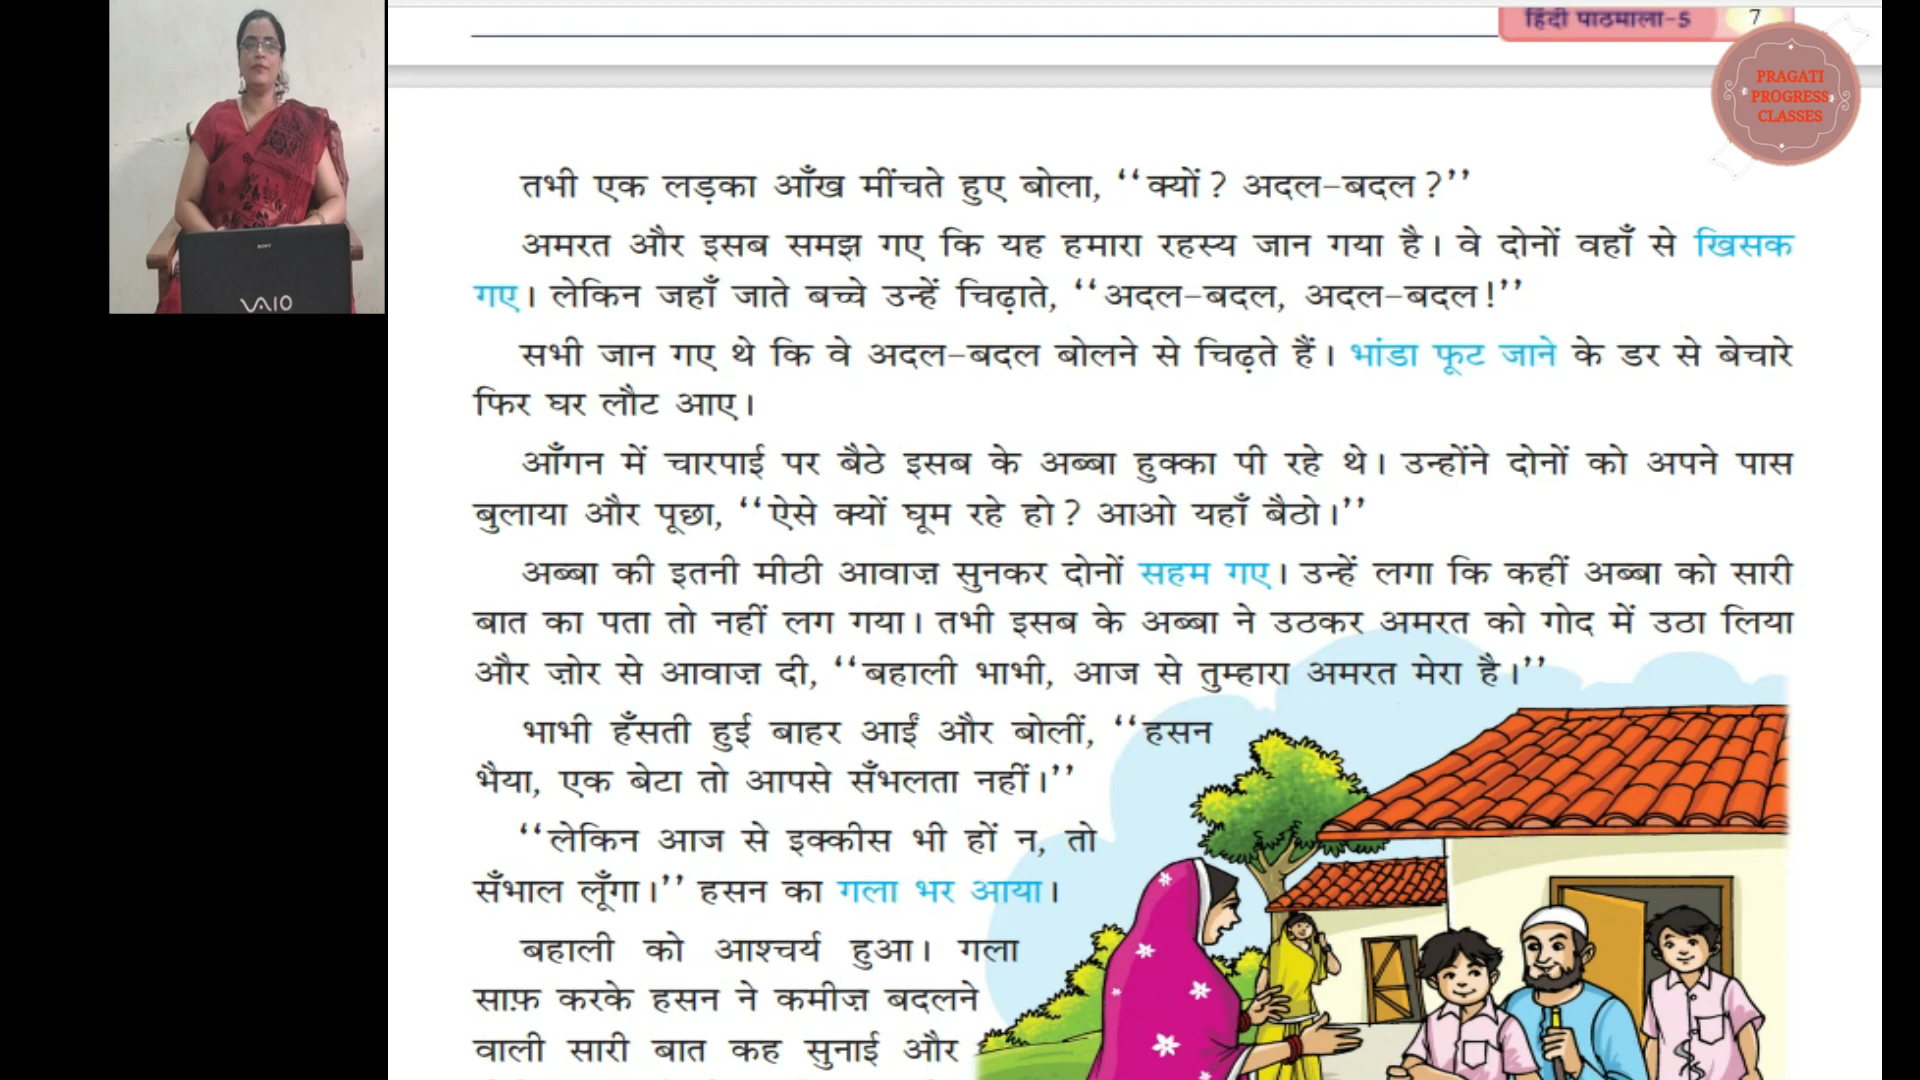 हिंदी पाठमाला-5 7
PRAGATI
PROGRESS
CLASSES
तभी एक लड़का आँख मींचते हुए बोला, ‘‘क्यों? अदल-बदल?’’
अमरत और इसब समझ गए कि यह हमारा रहस्य जान गया है। वे दोनों वहाँ से खिसक
गए। लेकिन जहाँ जाते बच्चे उन्हें चिढ़ाते, ‘‘अदल-बदल, अदल-बदल!’’
सभी जान गए थे कि वे अदल-बदल बोलने से चिढ़ते हैं। भांडा फूट जाने के डर से बेचारे
फिर घर लौट आए।
आँगन में चारपाई पर बैठे इसब के अब्बा हुक्का पी रहे थे। उन्होंने दोनों को अपने पास
बुलाया और पूछा, ‘‘ऐसे क्यों घूम रहे हो? आओ यहाँ बैठो।’’
अब्बा की इतनी मीठी आवाज़ सुनकर दोनों सहम गए। उन्हें लगा कि कहीं अब्बा को सारी
बात का पता तो नहीं लग गया। तभी इसब के अब्बा ने उठकर अमरत को गोद में उठा लिया
और ज़ोर से आवाज़ दी, ‘‘बहाली भाभी, आज से तुम्हारा अमरत मेरा है।’’
भाभी हँसती हुई बाहर आईं और बोलीं, ‘‘हसन
भैया, एक बेटा तो आपसे सँभलता नहीं।’’
‘‘लेकिन आज से इक्कीस भी हों न, तो
सँभाल लूँगा।’’ हसन का गला भर आया।
बहाली को आश्चर्य हुआ। गला
साफ़ करके हसन ने कमीज़ बदलने
वाली सारी बात कह सुनाई और
SONY
VAIO